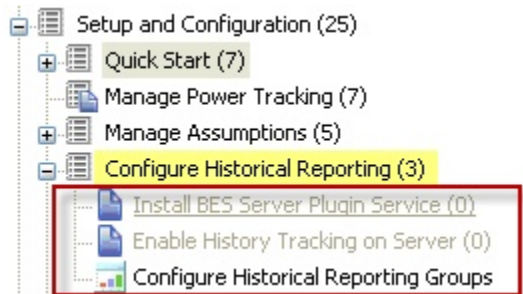 Setup and Configuration (25)
Quick Start (7)
Manage Power Tracking (7)
Manage Assumptions (5)
Configure Historical Reporting (3)
Install BES Server Plugin Service (0)
Enable History Tracking on Server (0)
Configure Historical Reporting Groups